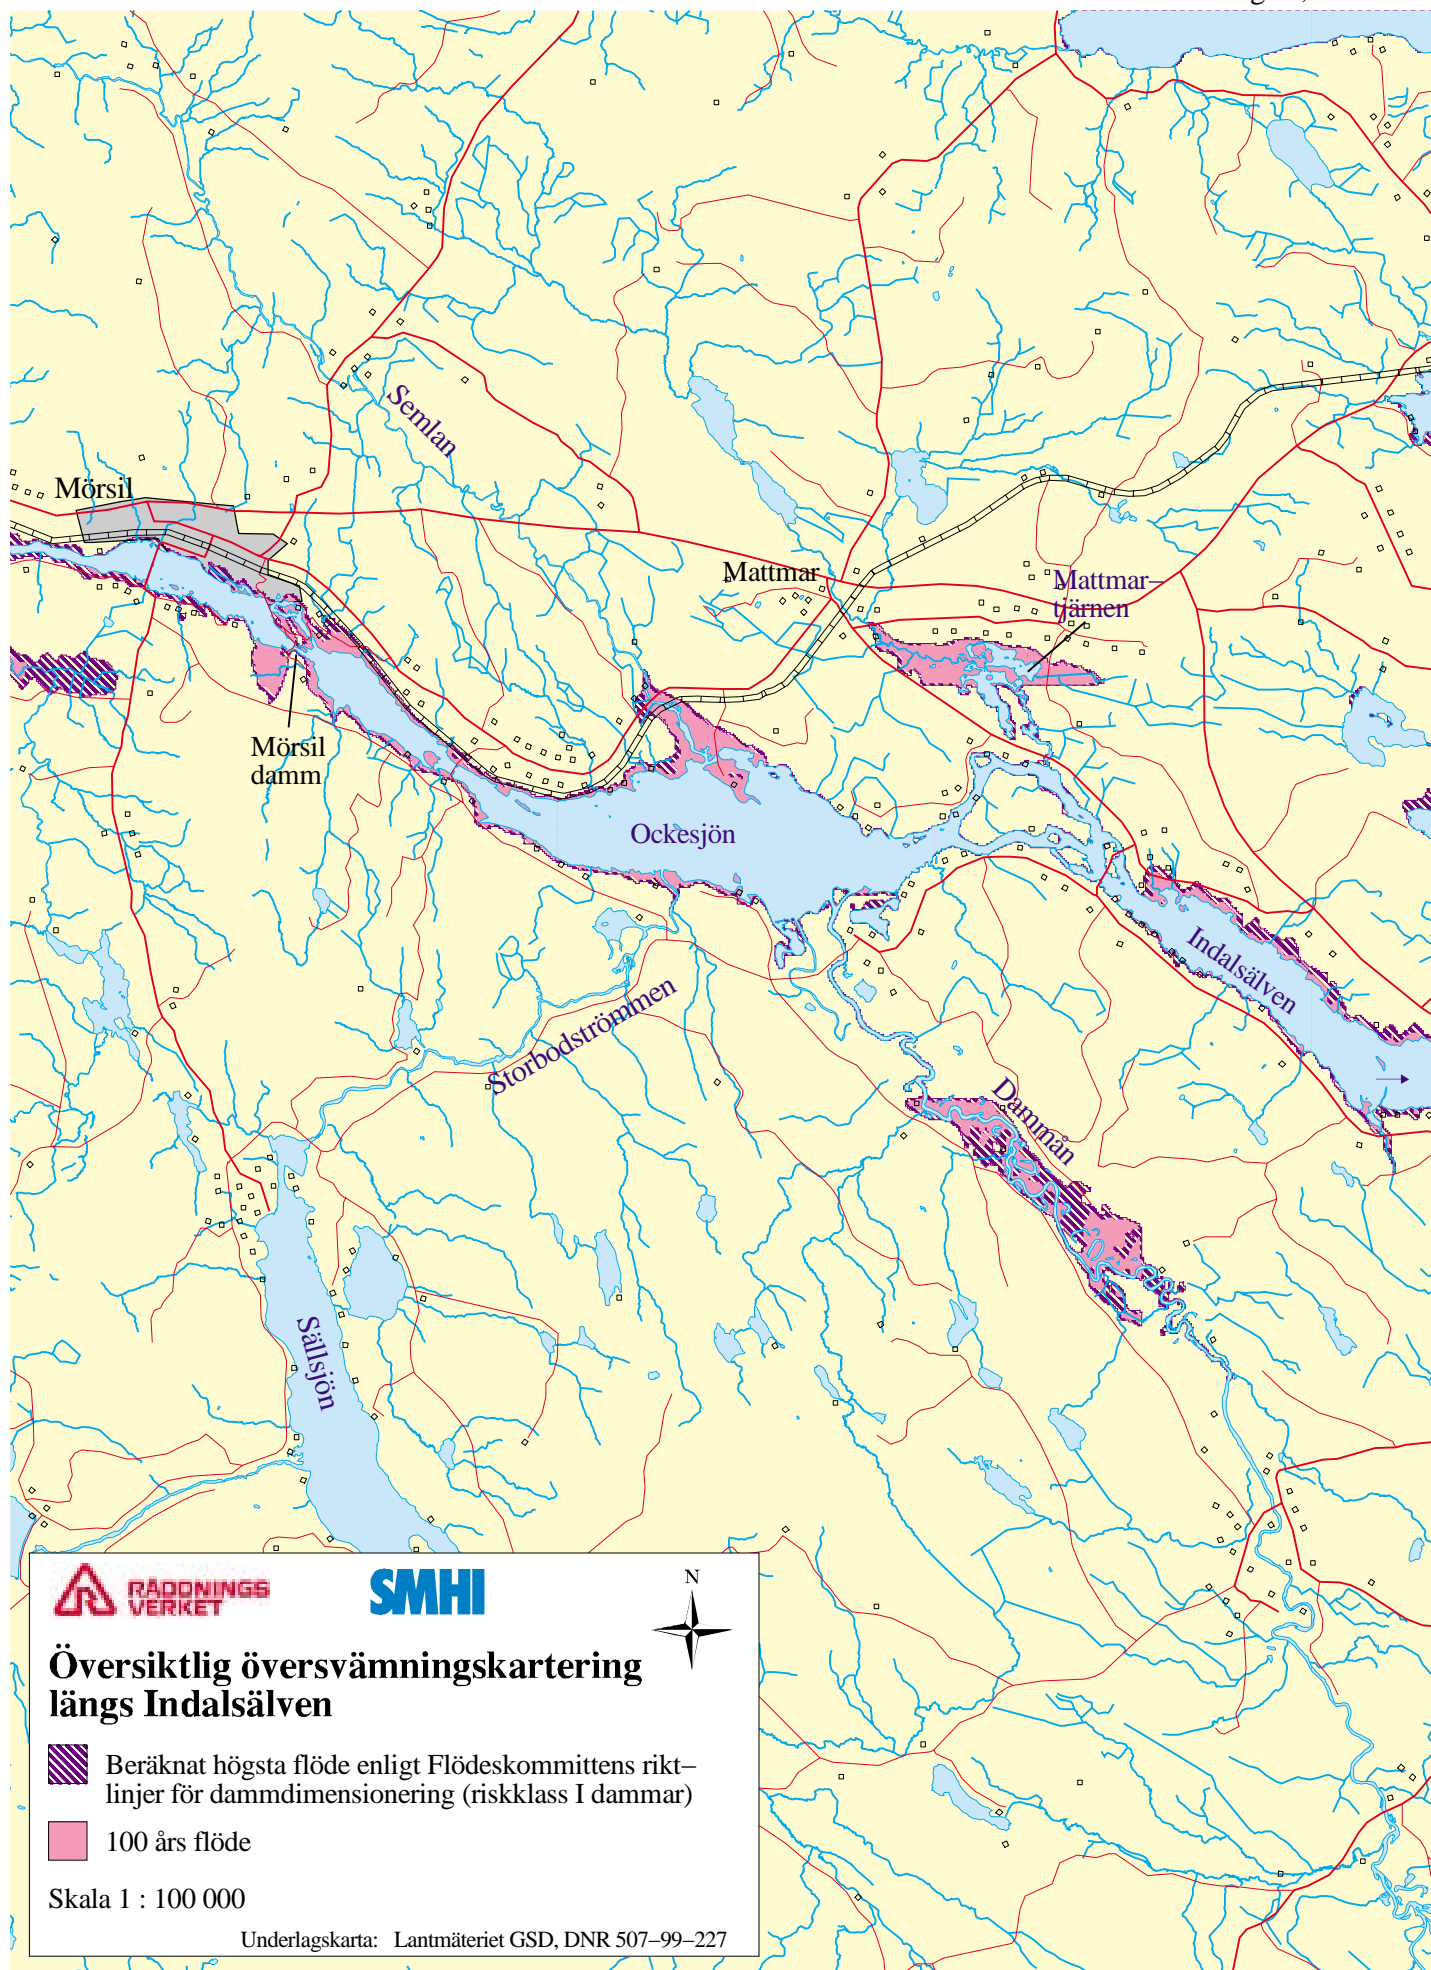 Semlan
Mörsil
Mattmar
Mattmar–
tjärnen
Mörsil
damm
Ockesjön
Indalsälven
Storbodströmmen
Dammån
Sällsjön
RÄDDNINGS
VERKET
SMHI
N
Översiktlig översvämningskartering
längs Indalsälven
Beräknat högsta flöde enligt Flödeskommittens rikt–
linjer för dammdimensionering (riskklass I dammar)
100 års flöde
Skala 1 : 100 000
Underlagskarta: Lantmäteriet GSD, DNR 507–99–227